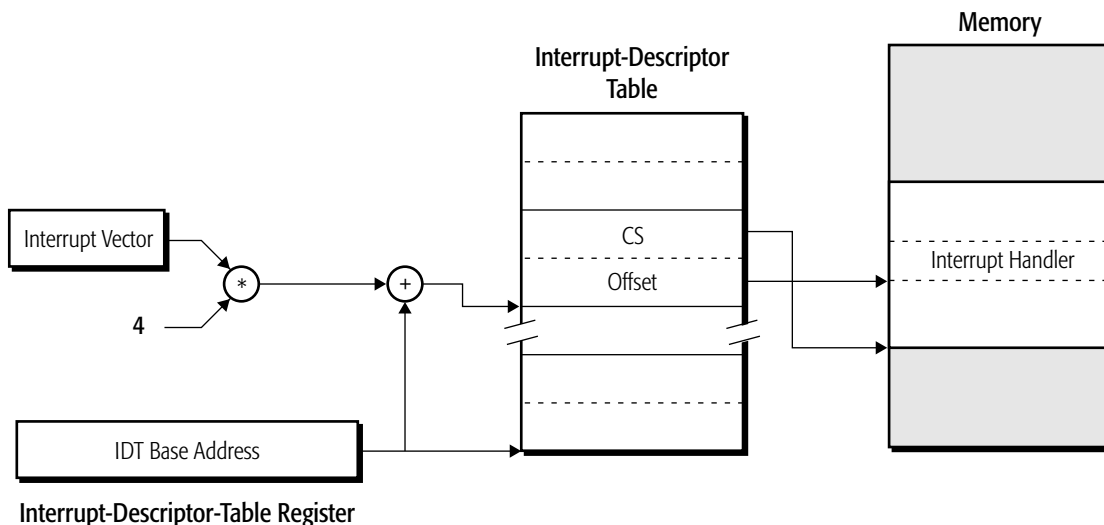 Memory
Interrupt-Descriptor
Table
Interrupt Vector
CS
Offset
Interrupt Handler
*
+
4
IDT Base Address
Interrupt-Descriptor-Table Register